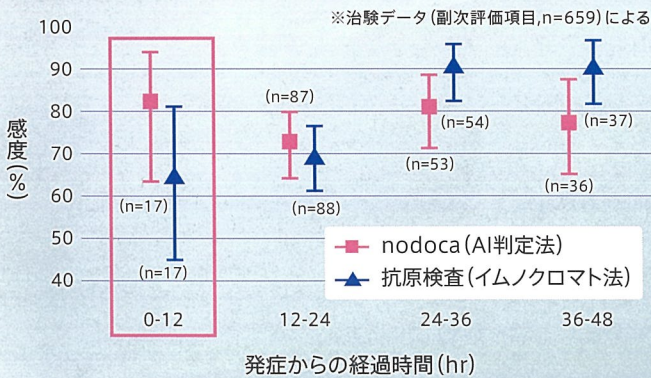 ※治験データ(副次評価項目,n=659)による
100
90
80
70
60
50
40
感度(%)
(n=87)
(n=54)
(n=37)
(n=53)
(n=36)
(n=17)
(n=88)
(n=17)
nodoca(AI判定法)
抗原検査(イムノクロマト法)
0-12
12-24
24-36
36-48
発症からの経過時間(hr)